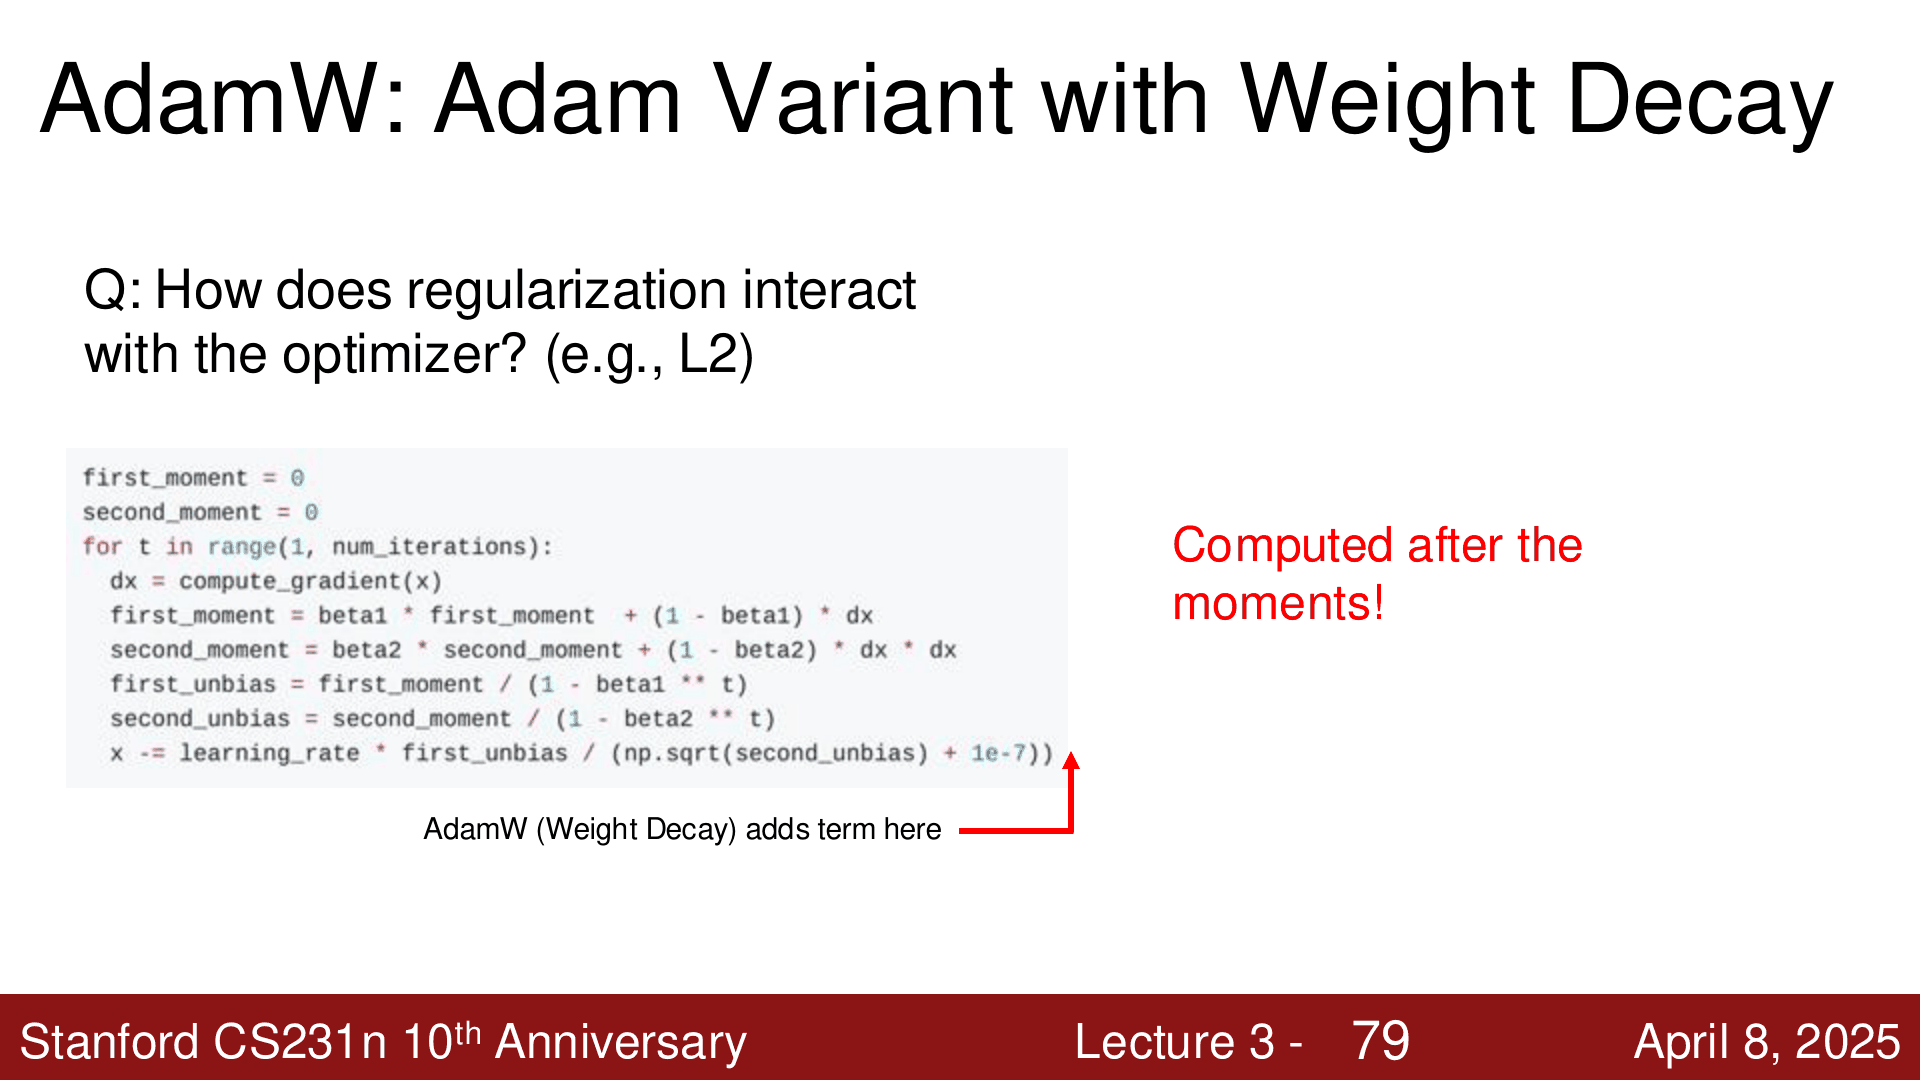 AdamW: Adam Variant with Weight Decay
Q: How does regularization interact
with the optimizer? (e.g., L2)
first_moment = 0
second_moment = 0
for t in range(1, num_iterations):
  dx = compute_gradient(x)
  first_moment = beta1 * first_moment  + (1 - beta1) * dx
  second_moment = beta2 * second_moment + (1 - beta2) * dx * dx
  first_unbias = first_moment / (1 - beta1 ** t)
  second_unbias = second_moment / (1 - beta2 ** t)
  x -= learning_rate * first_unbias / (np.sqrt(second_unbias) + 1e-7))
Computed after the
moments!
AdamW (Weight Decay) adds term here
Stanford CS231n 10th Anniversary
Lecture 3 - 79
April 8, 2025